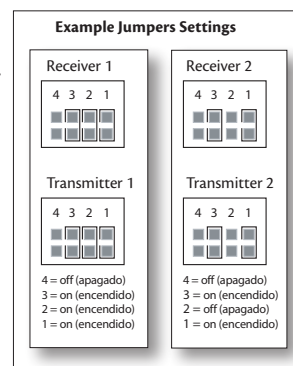 Example Jumpers Settings
Receiver 1
4 3 2 1
Transmitter 1
4 3 2 1
4 = off (apagado)
3 = on (encendido)
2 = on (encendido)
1 = on (encendido)
Receiver 2
4 3 2 1
Transmitter 2
4 3 2 1
4 = off (apagado)
3 = on (encendido)
2 = off (apagado)
1 = on (encendido)